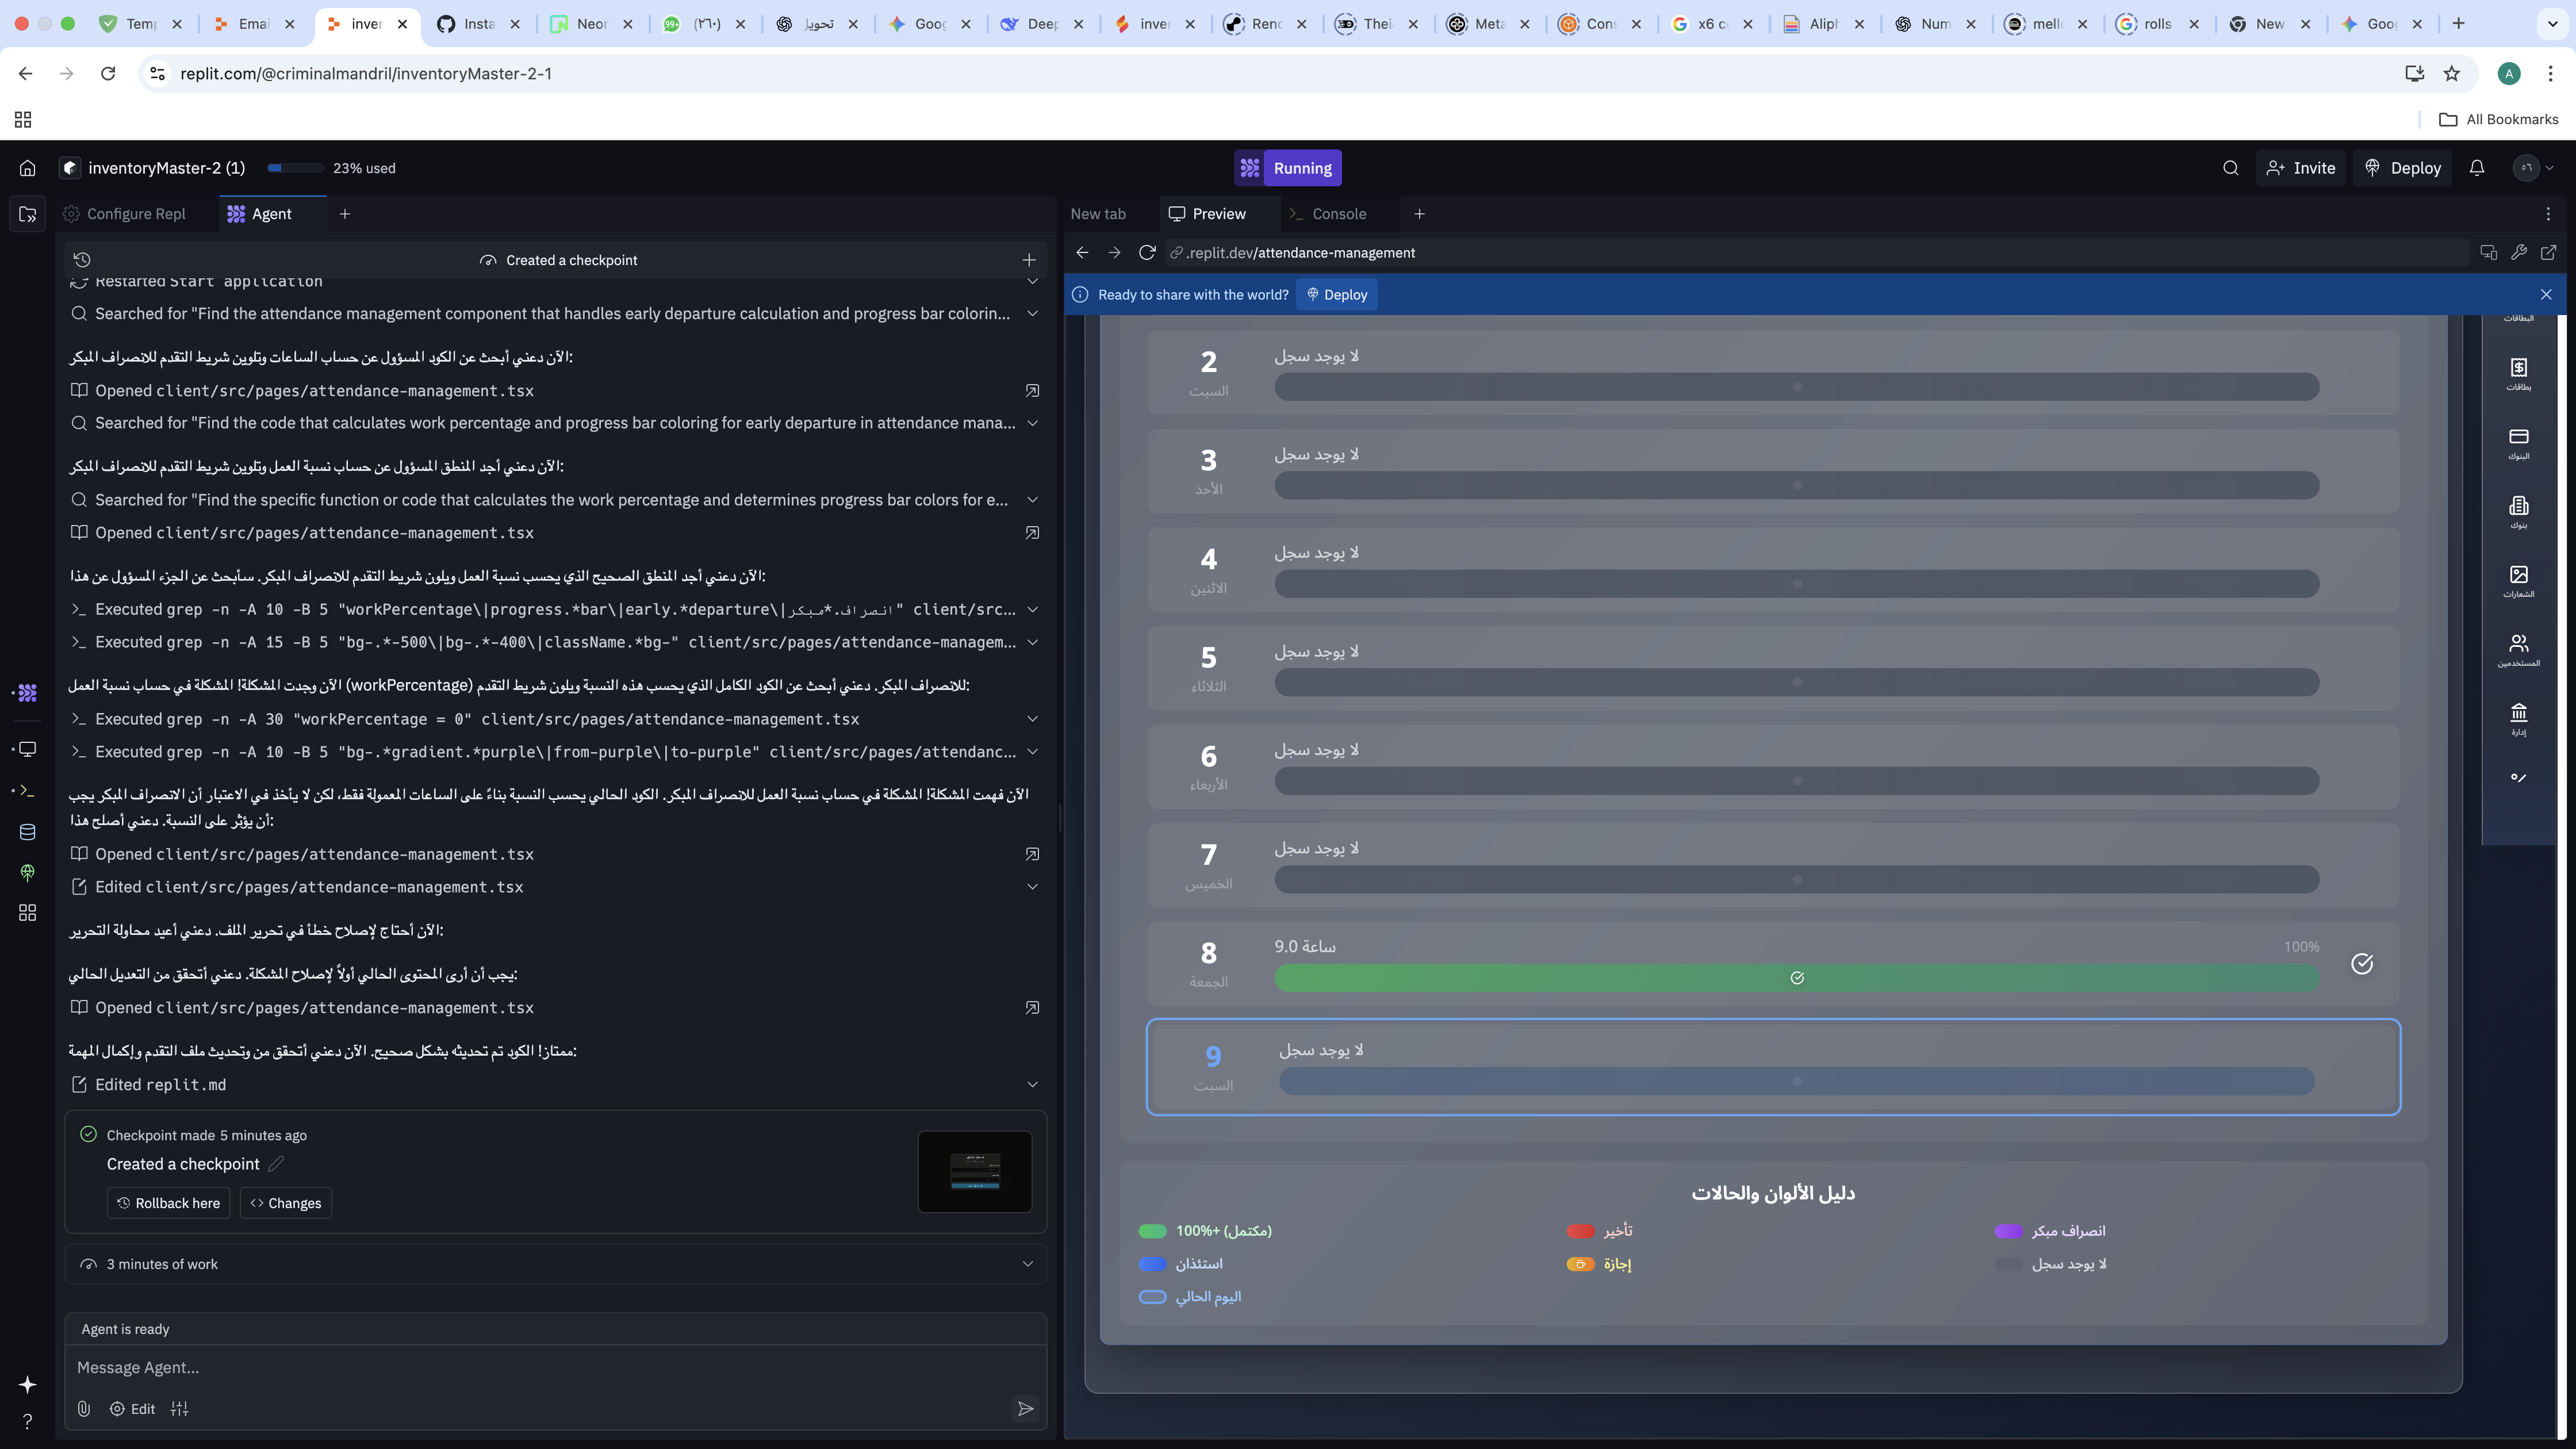 Temp
Emai
inver
Insta
Neor
(٢٦٠)
تحويل
Goog
Deep
inver
Renc
Thei
Meta
Cons
x6 c
Aliph
Num
mell
rolls
New
Goog
replit.com/@criminalmandril/inventoryMaster-2-1
A
All Bookmarks
inventoryMaster-2 (1)
23% used
Running
Invite
Deploy
Configure Repl
Agent
New tab
Preview
Console
Created a checkpoint
.replit.dev/attendance-management
Ready to share with the world?
Deploy
Restarted Start application
Searched for "Find the attendance management component that handles early departure calculation and progress bar colorin...
الآن دعني أبحث عن الكود المسؤول عن حساب الساعات وتلوين شريط التقدم للانصراف المبكر:
Opened client/src/pages/attendance-management.tsx
Searched for "Find the code that calculates work percentage and progress bar coloring for early departure in attendance mana...
الآن دعني أجد المنطق المسؤول عن حساب نسبة العمل وتلوين شريط التقدم للانصراف المبكر:
Searched for "Find the specific function or code that calculates the work percentage and determines progress bar colors for e...
Opened client/src/pages/attendance-management.tsx
الآن دعني أجد المنطق الصحيح الذي يحسب نسبة العمل ويلون شريط التقدم للانصراف المبكر. سأبحث عن الجزء المسؤول عن هذا:
Executed grep -n -A 10 -B 5 "workPercentage\|progress.*bar\|early.*departure\|انصراف.*مبكر" client/src...
Executed grep -n -A 15 -B 5 "bg-.*-500\|bg-.*-400\|className.*bg-" client/src/pages/attendance-managem...
الآن وجدت المشكلة! المشكلة في حساب نسبة العمل (workPercentage) للانصراف المبكر. دعني أبحث عن الكود الكامل الذي يحسب هذه النسبة ويلون شريط التقدم:
Executed grep -n -A 30 "workPercentage = 0" client/src/pages/attendance-management.tsx
Executed grep -n -A 10 -B 5 "bg-.*gradient.*purple\|from-purple\|to-purple" client/src/pages/attendanc...
الآن فهمت المشكلة! المشكلة في حساب نسبة العمل للانصراف المبكر. الكود الحالي يحسب النسبة بناءً على الساعات المعمولة فقط، لكن لا يأخذ في الاعتبار أن الانصراف المبكر يجب
أن يؤثر على النسبة. دعني أصلح هذا:
Opened client/src/pages/attendance-management.tsx
Edited client/src/pages/attendance-management.tsx
الآن أحتاج لإصلاح خطأ في تحرير الملف. دعني أعيد محاولة التحرير:
يجب أن أرى المحتوى الحالي أولاً لإصلاح المشكلة. دعني أتحقق من التعديل الحالي:
Opened client/src/pages/attendance-management.tsx
ممتاز! الكود تم تحديثه بشكل صحيح. الآن دعني أتحقق من وتحديث ملف التقدم وإكمال المهمة:
Edited replit.md
Checkpoint made 5 minutes ago
Created a checkpoint
Rollback here
Changes
3 minutes of work
Agent is ready
Message Agent...
Edit
2
السبت
لا يوجد سجل
3
الأحد
لا يوجد سجل
4
الاثنين
لا يوجد سجل
5
الثلاثاء
لا يوجد سجل
6
الأربعاء
لا يوجد سجل
7
الخميس
لا يوجد سجل
8
الجمعة
9.0 ساعة
100%
9
السبت
لا يوجد سجل
دليل الألوان والحالات
100%+ (مكتمل)
تأخير
انصراف مبكر
استئذان
إجازة
لا يوجد سجل
اليوم الحالي
البطاقات
بطاقات
البنوك
بنوك
الشعارات
المستخدمين
إدارة